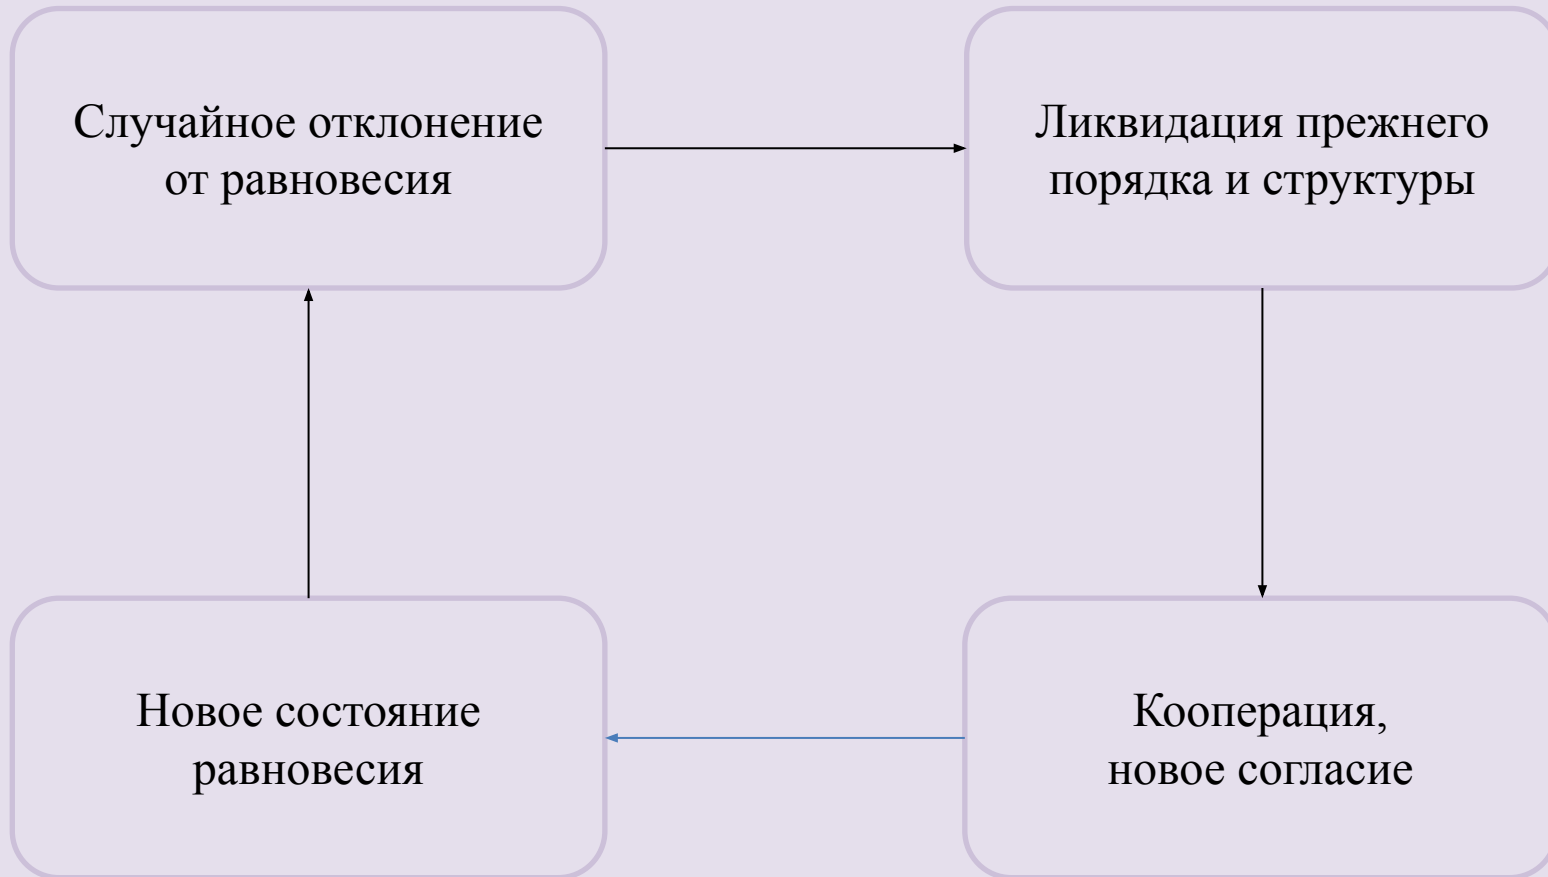 Случайное отклонение
от равновесия
Ликвидация прежнего
порядка и структуры
Новое состояние
равновесия
Кооперация,
новое согласие